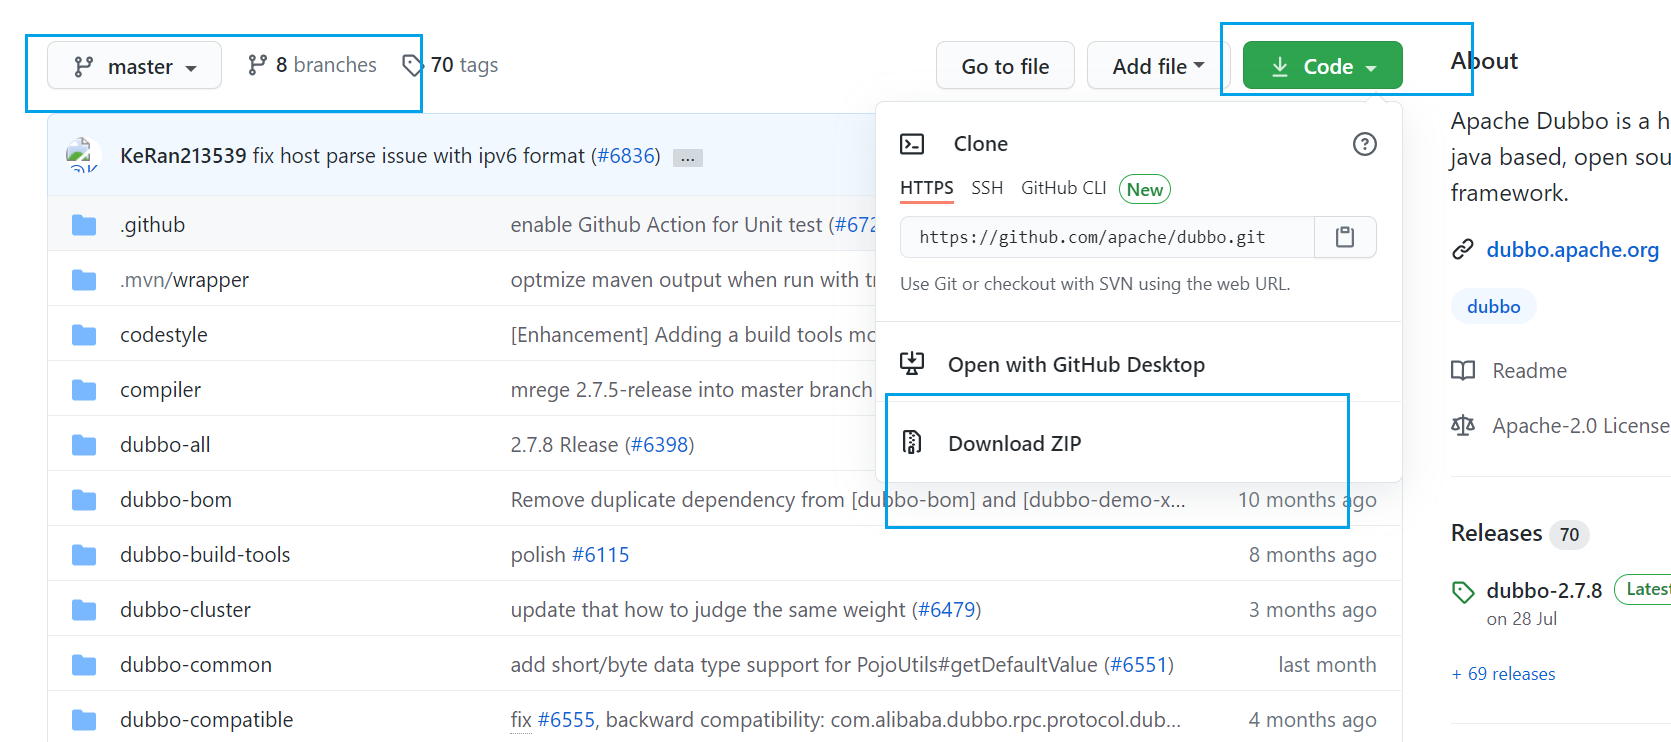 master
8 branches
70 tags
Go to file
Add file
Code
About
KeRan213539 fix host parse issue with ipv6 format (#6836) ...
Clone
HTTPS SSH GitHub CLI New
https://github.com/apache/dubbo.git
Use Git or checkout with SVN using the web URL.
Open with GitHub Desktop
Download ZIP
.github enable Github Action for Unit test (#672
.mvn/wrapper optmize maven output when run with tr
codestyle [Enhancement] Adding a build tools mo
compiler mrege 2.7.5-release into master branch
dubbo-all 2.7.8 Rlease (#6398)
dubbo-bom Remove duplicate dependency from [dubbo-bom] and [dubbo-demo-x... 10 months ago
dubbo-build-tools polish #6115 8 months ago
dubbo-cluster update that how to judge the same weight (#6479) 3 months ago
dubbo-common add short/byte data type support for PojoUtils#getDefaultValue (#6551) last month
dubbo-compatible fix #6555, backward compatibility: com.alibaba.dubbo.rpc.protocol.dub... 4 months ago
Apache Dubbo is a h
java based, open sou
framework.
dubbo.apache.org
dubbo
Readme
Apache-2.0 License
Releases 70
dubbo-2.7.8 Latest
on 28 Jul
+ 69 releases